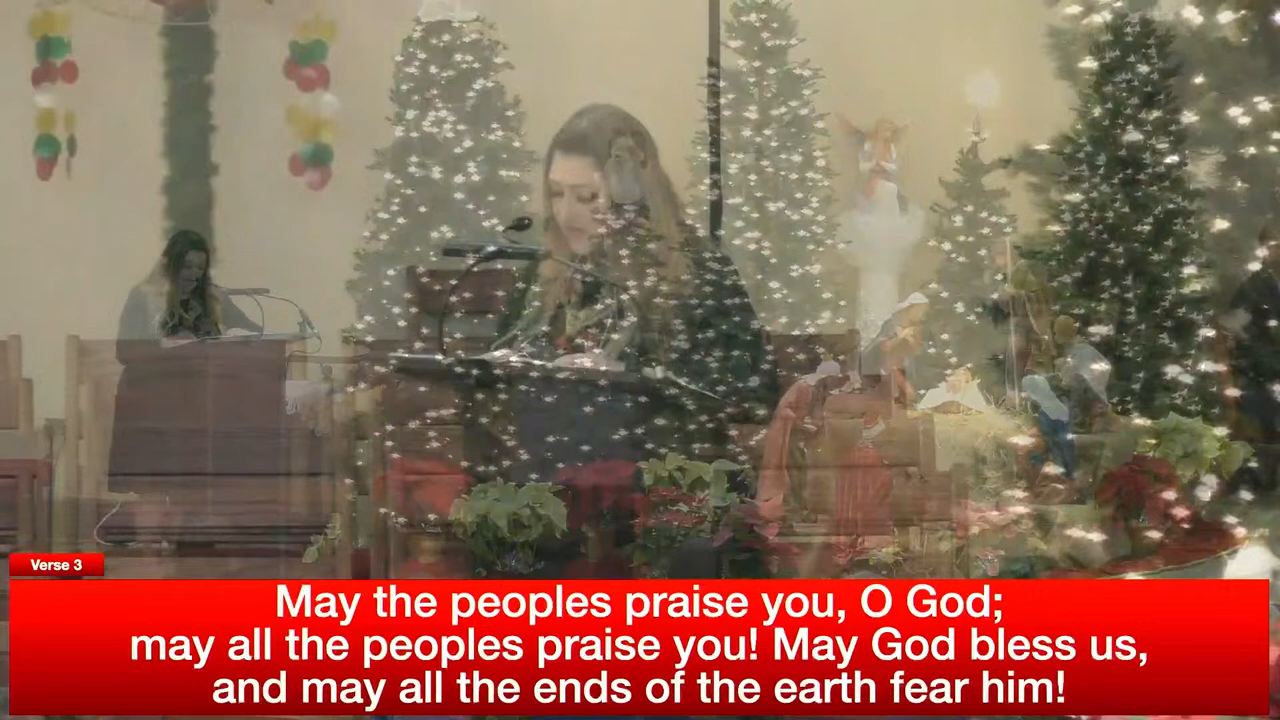 Verse 3
May the peoples praise you, O God;
may all the peoples praise you! May God bless us,
and may all the ends of the earth fear him!